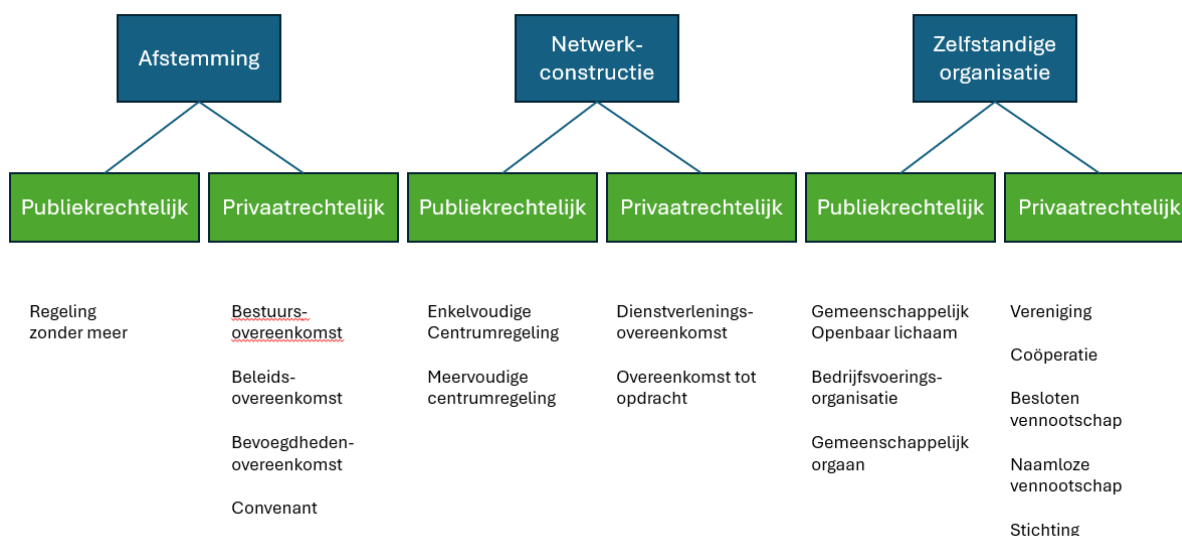 Afstemming
Netwerk-
constructie
Zelfstandige
organisatie
Publiekrechtelijk
Privaatrechtelijk
Publiekrechtelijk
Privaatrechtelijk
Publiekrechtelijk
Privaatrechtelijk
Regeling
zonder meer
Bestuurs-
overeenkomst
Beleids-
overeenkomst
Bevoegdheden-
overeenkomst
Convenant
Enkelvoudige
Centrumregeling
Meervoudige
centrumregeling
Dienstverlenings-
overeenkomst
Overeenkomst tot
opdracht
Gemeenschappelijk
Openbaar lichaam
Bedrijfsvoerings-
organisatie
Gemeenschappelijk
orgaan
Vereniging
Coöperatie
Besloten
vennootschap
Naamloze
vennootschap
Stichting